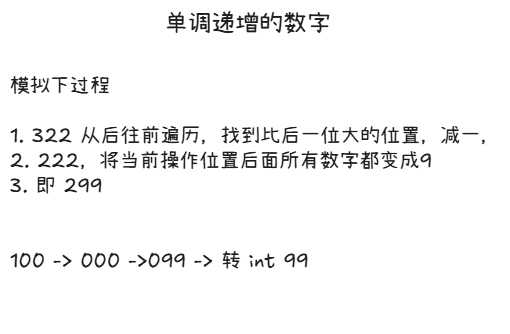 单调递增的数字
模拟下过程
1. 322 从后往前遍历，找到比后一位大的位置，减一，
2. 222，将当前操作位置后面所有数字都变成9
3. 即 299
100 -> 000 ->099 -> 转 int 99